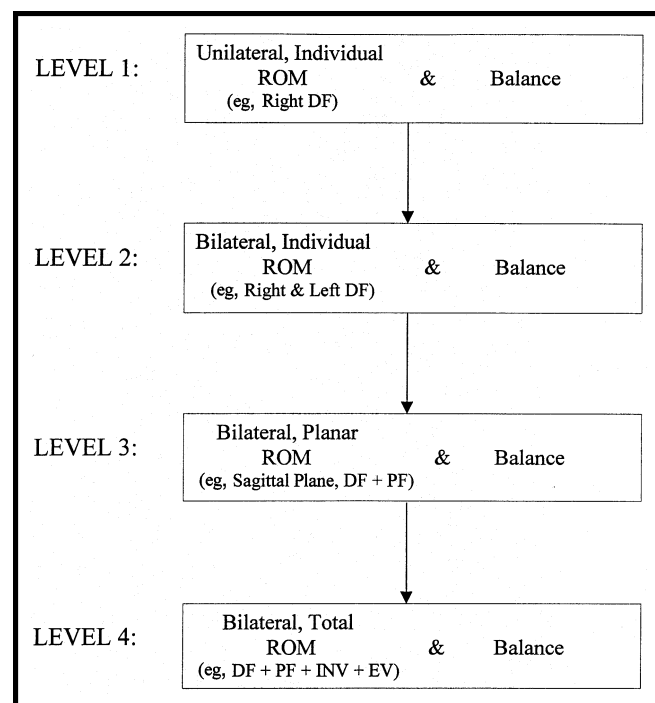 LEVEL 1:
Unilateral, Individual
ROM & Balance
(eg, Right DF)
LEVEL 2:
Bilateral, Individual
ROM & Balance
(eg, Right & Left DF)
LEVEL 3:
Bilateral, Planar
ROM & Balance
(eg, Sagittal Plane, DF + PF)
LEVEL 4:
Bilateral, Total
ROM & Balance
(eg, DF + PF + INV + EV)